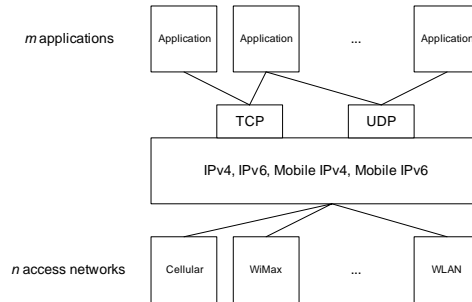 m applications
Application
Application
...
Application
TCP
UDP
IPv4, IPv6, Mobile IPv4, Mobile IPv6
n access networks
Cellular
WiMax
...
WLAN